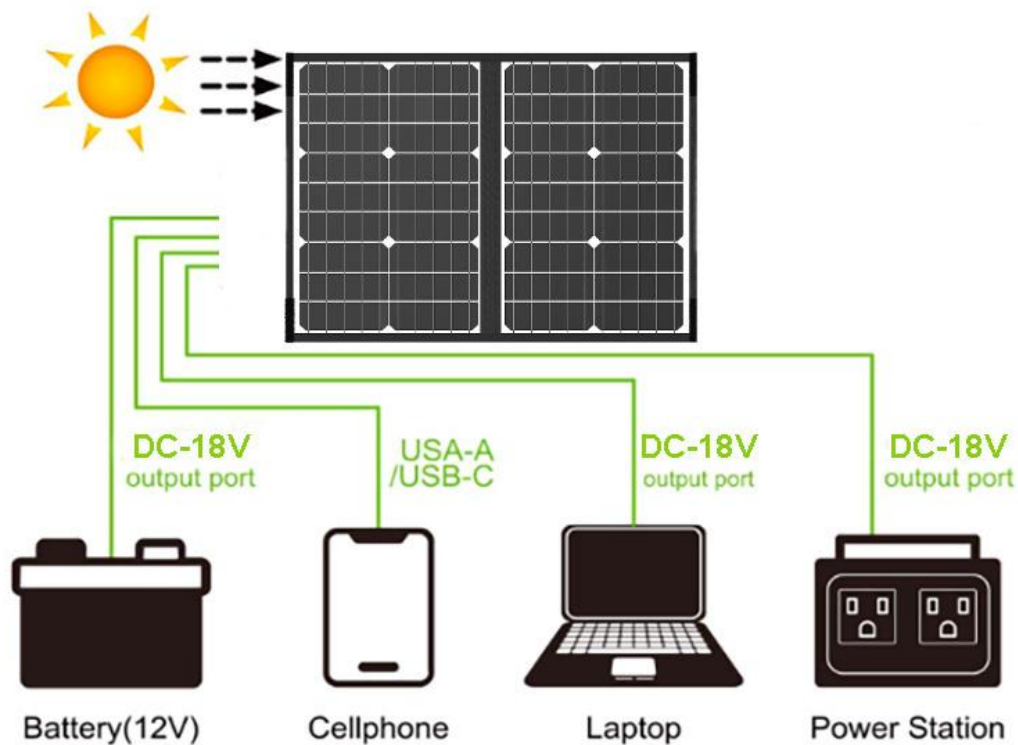 DC-18V
output port
USA-A
/USB-C
DC-18V
output port
DC-18V
output port
Battery(12V)
Cellphone
Laptop
Power Station